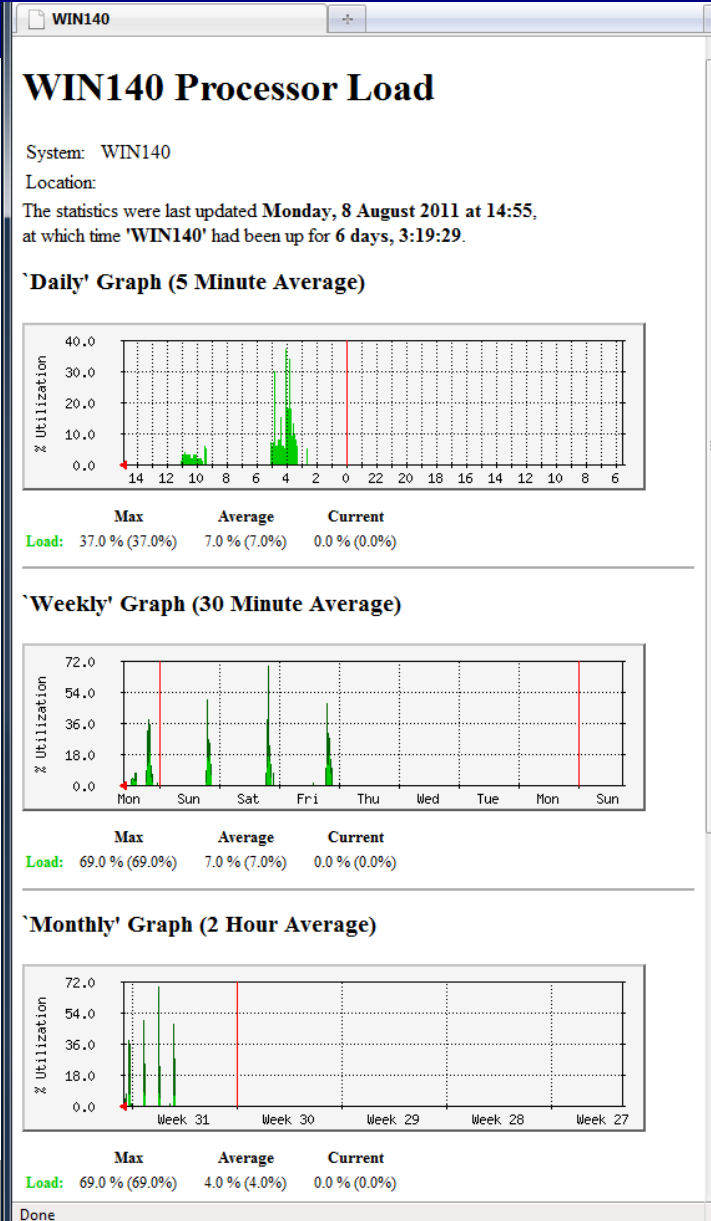 WIN140
WIN140 Processor Load
System: WIN140
Location:
The statistics were last updated Monday, 8 August 2011 at 14:55,
at which time 'WIN140' had been up for 6 days, 3:19:29.
`Daily' Graph (5 Minute Average)
% Utilization
40.0
30.0
20.0
10.0
0.0
14 12 10 8 6 4 2 0 22 20 18 16 14 12 10 8 6
Max Average Current
Load: 37.0 % (37.0%) 7.0 % (7.0%) 0.0 % (0.0%)
`Weekly' Graph (30 Minute Average)
% Utilization
72.0
54.0
36.0
18.0
0.0
Mon Sun Sat Fri Thu Wed Tue Mon Sun
Max Average Current
Load: 69.0 % (69.0%) 7.0 % (7.0%) 0.0 % (0.0%)
`Monthly' Graph (2 Hour Average)
% Utilization
72.0
54.0
36.0
18.0
0.0
Week 31 Week 30 Week 29 Week 28 Week 27
Max Average Current
Load: 69.0 % (69.0%) 4.0 % (4.0%) 0.0 % (0.0%)
Done